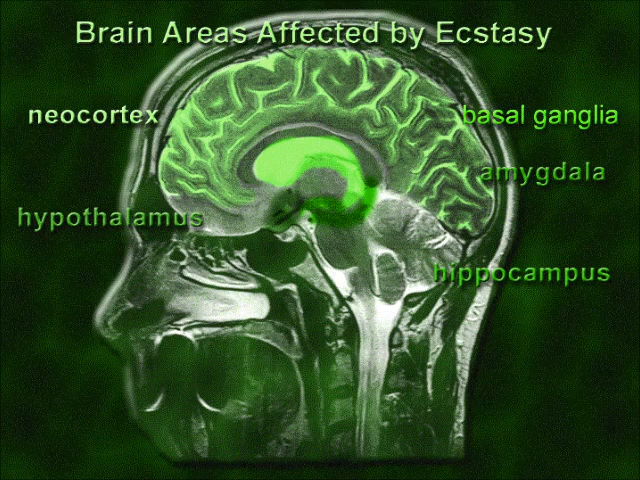 Brain Areas Affected by Ecstasy
neocortex
basal ganglia
amygdala
hypothalamus
hippocampus